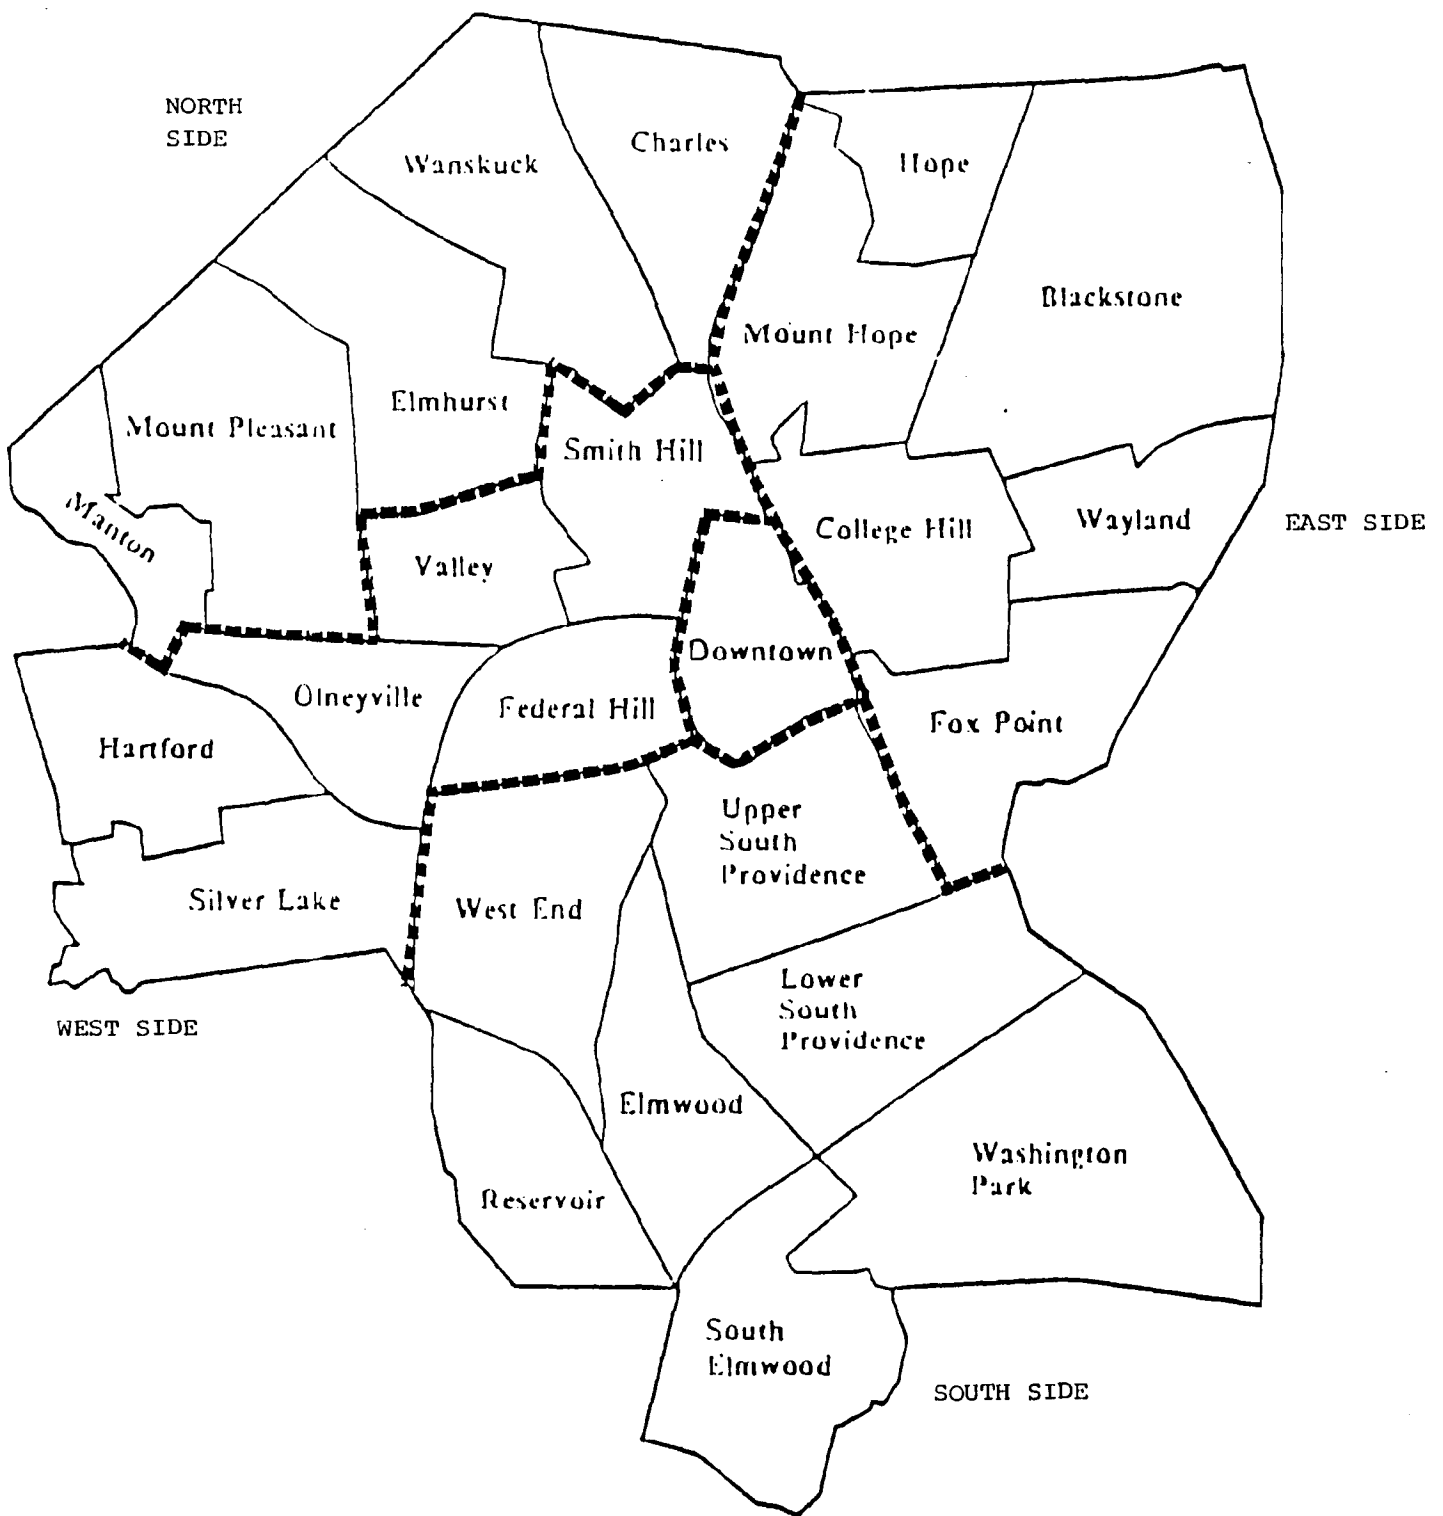 NORTH
SIDE
Wanskuck
Charles
Hope
Blackstone
Mount Hope
Elmhurst
Mount Pleasant
Smith Hill
Manton
Valley
College Hill
Wayland
EAST SIDE
Downtown
Olneyville
Federal Hill
Fox Point
Hartford
Upper
South
Providence
Silver Lake
West End
WEST SIDE
Lower
South
Providence
Elmwood
Washington
Park
Reservoir
South
Elmwood
SOUTH SIDE